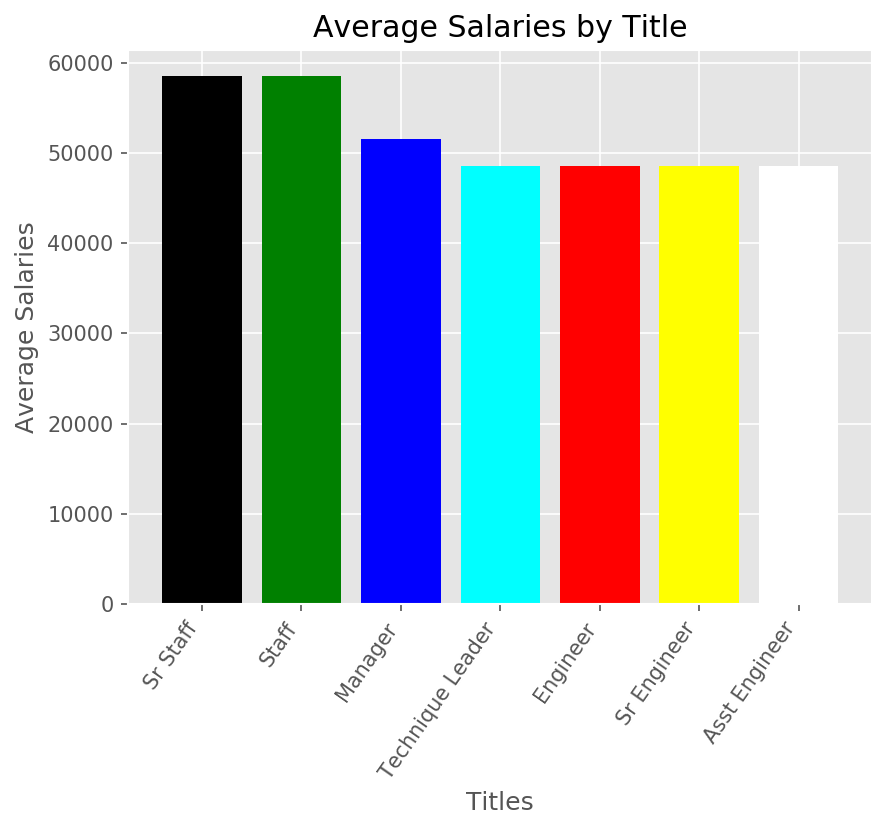 Average Salaries by Title
60000
50000
40000
30000
20000
10000
0
Average Salaries
Sr Staff
Staff
Manager
Technique Leader
Engineer
Sr Engineer
Asst Engineer
Titles